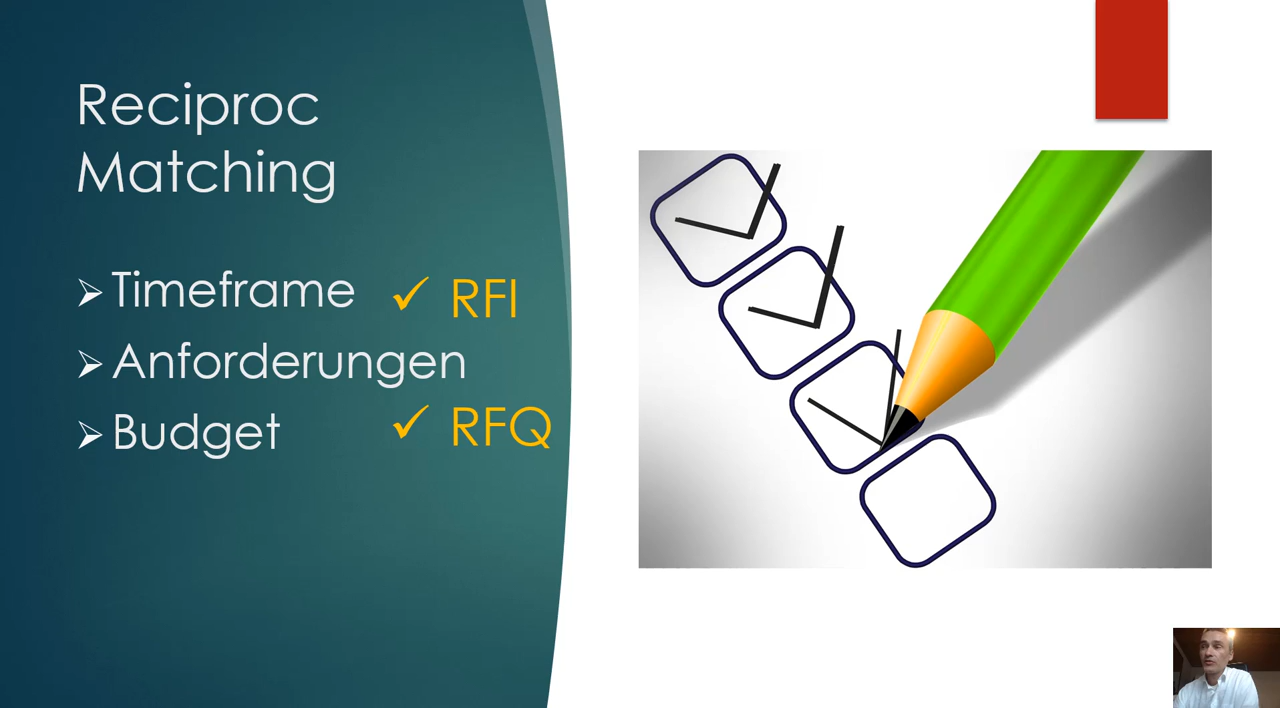 Reciproc
Matching
Timeframe
✓ RFI
Anforderungen
Budget
✓ RFQ